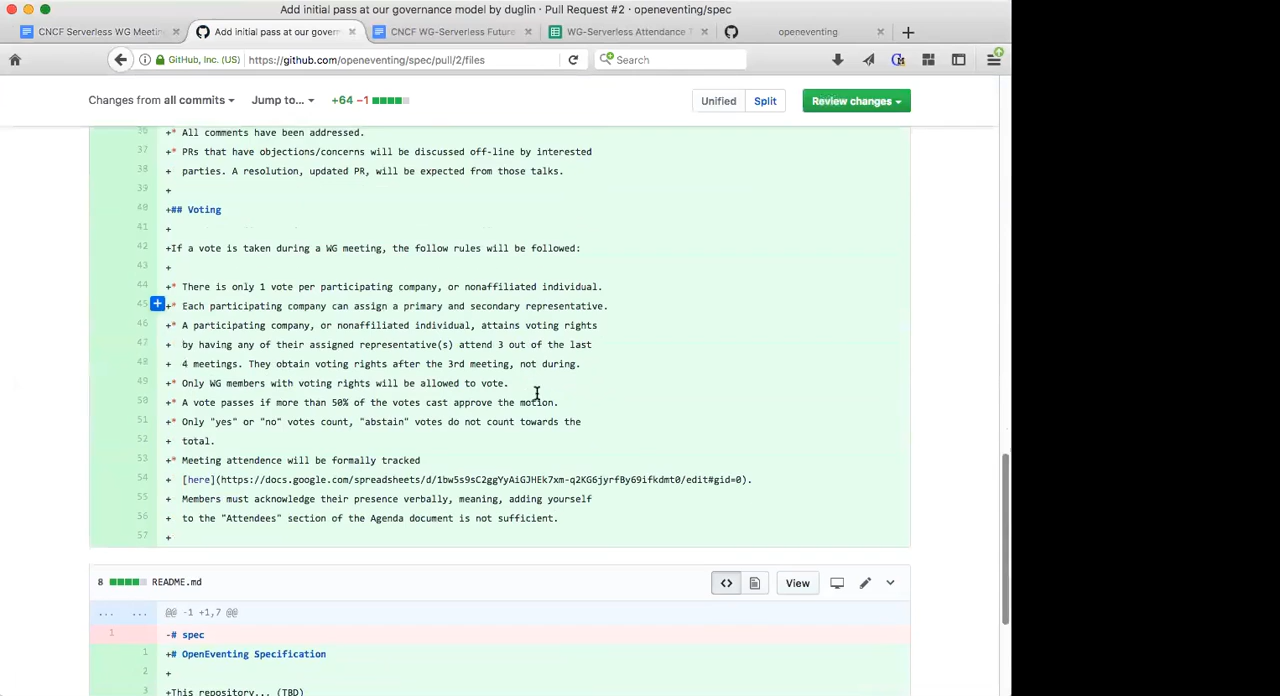 Add initial pass at our governance model by duglin · Pull Request #2 · openeventing/spec
CNCF Serverless WG Meetin
Add initial pass at our govern
CNCF WG-Serverless Future
WG-Serverless Attendance
openeventing
GitHub, Inc. (US)
https://github.com/openeventing/spec/pull/2/files
Search
Changes from all commits
Jump to...
+64 −1
Unified
Split
Review changes
36 +* All comments have been addressed.
37 +* PRs that have objections/concerns will be discussed off-line by interested
38 + parties. A resolution, updated PR, will be expected from those talks.
39 +
40 +## Voting
41 +
42 +If a vote is taken during a WG meeting, the follow rules will be followed:
43 +
44 +* There is only 1 vote per participating company, or nonaffiliated individual.
45 +* Each participating company can assign a primary and secondary representative.
46 +* A participating company, or nonaffiliated individual, attains voting rights
47 + by having any of their assigned representative(s) attend 3 out of the last
48 + 4 meetings. They obtain voting rights after the 3rd meeting, not during.
49 +* Only WG members with voting rights will be allowed to vote.
50 +* A vote passes if more than 50% of the votes cast approve the motion.
51 +* Only "yes" or "no" votes count, "abstain" votes do not count towards the
52 + total.
53 +* Meeting attendence will be formally tracked
54 + [here](https://docs.google.com/spreadsheets/d/1bw5s9sC2ggYyAiGJHEk7xm-q2KG6jyrfBy69ifkdmt0/edit#gid=0).
55 + Members must acknowledge their presence verbally, meaning, adding yourself
56 + to the "Attendees" section of the Agenda document is not sufficient.
57 +
8 README.md
View
... ... @@ -1 +1,7 @@
1 -# spec
1 +# OpenEventing Specification
2 +
3 +This repository... (TBD)